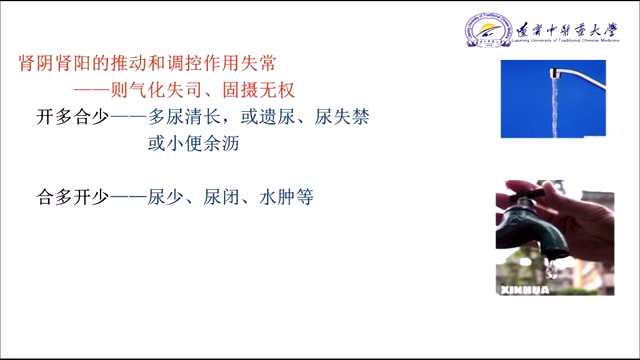 遼寧中醫藥大學
Liaoning University of Traditional Chinese Medicine
肾阴肾阳的推动和调控作用失常
——则气化失司、固摄无权
开多合少——多尿清长，或遗尿、尿失禁
或小便余沥
合多开少——尿少、尿闭、水肿等
XINHUA